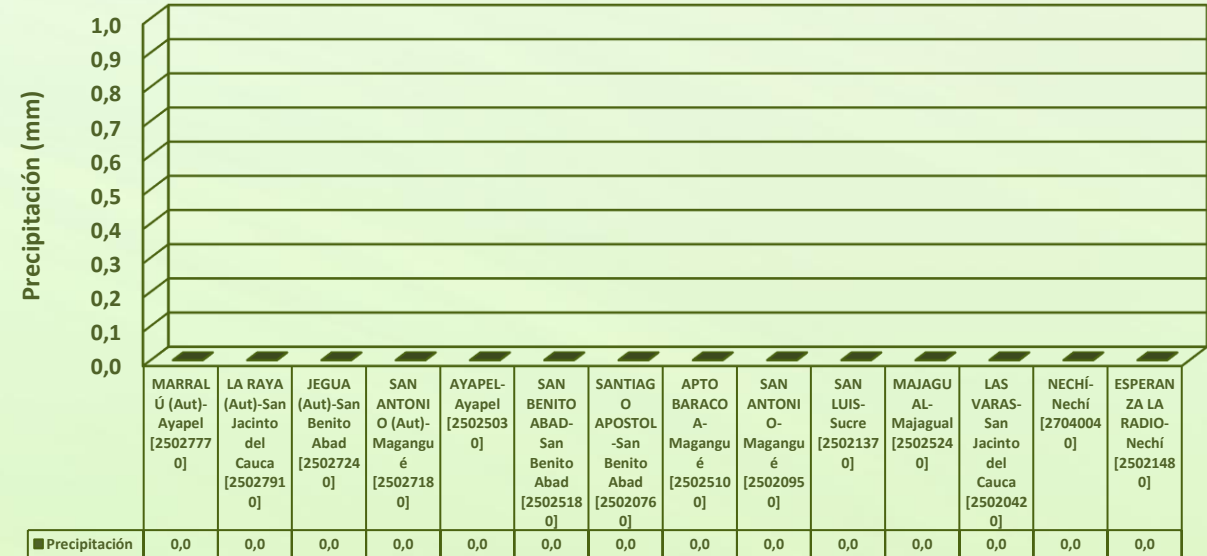 Precipitación (mm)
1,0
0,9
0,8
0,7
0,6
0,5
0,4
0,3
0,2
0,1
0,0
MARRAL
Ú (Aut)-
Ayapel
[2502777
0]
LA RAYA
(Aut)-San
Jacinto
del
Cauca
[2502791
0]
JEGUA
(Aut)-San
Benito
Abad
[2502724
0]
SAN
ANTONI
O (Aut)-
Magangu
é
[2502718
0]
AYAPEL-
Ayapel
[2502503
0]
SAN
BENITO
ABAD-
San
Benito
Abad
[2502518
0]
SANTIAG
O
APOSTOL
-San
Benito
Abad
[2502076
0]
APTO
BARACO
A-
Magangu
é
[2502510
0]
SAN
ANTONI
O-
Magangu
é
[2502095
0]
SAN
LUIS-
Sucre
[2502137
0]
MAJAGU
AL-
Majagual
[2502524
0]
LAS
VARAS-
San
Jacinto
del
Cauca
[2502042
0]
NECHÍ-
Nechí
[2704004
0]
ESPERAN
ZA LA
RADIO-
Nechí
[2502148
0]
Precipitación 0,0 0,0 0,0 0,0 0,0 0,0 0,0 0,0 0,0 0,0 0,0 0,0 0,0 0,0